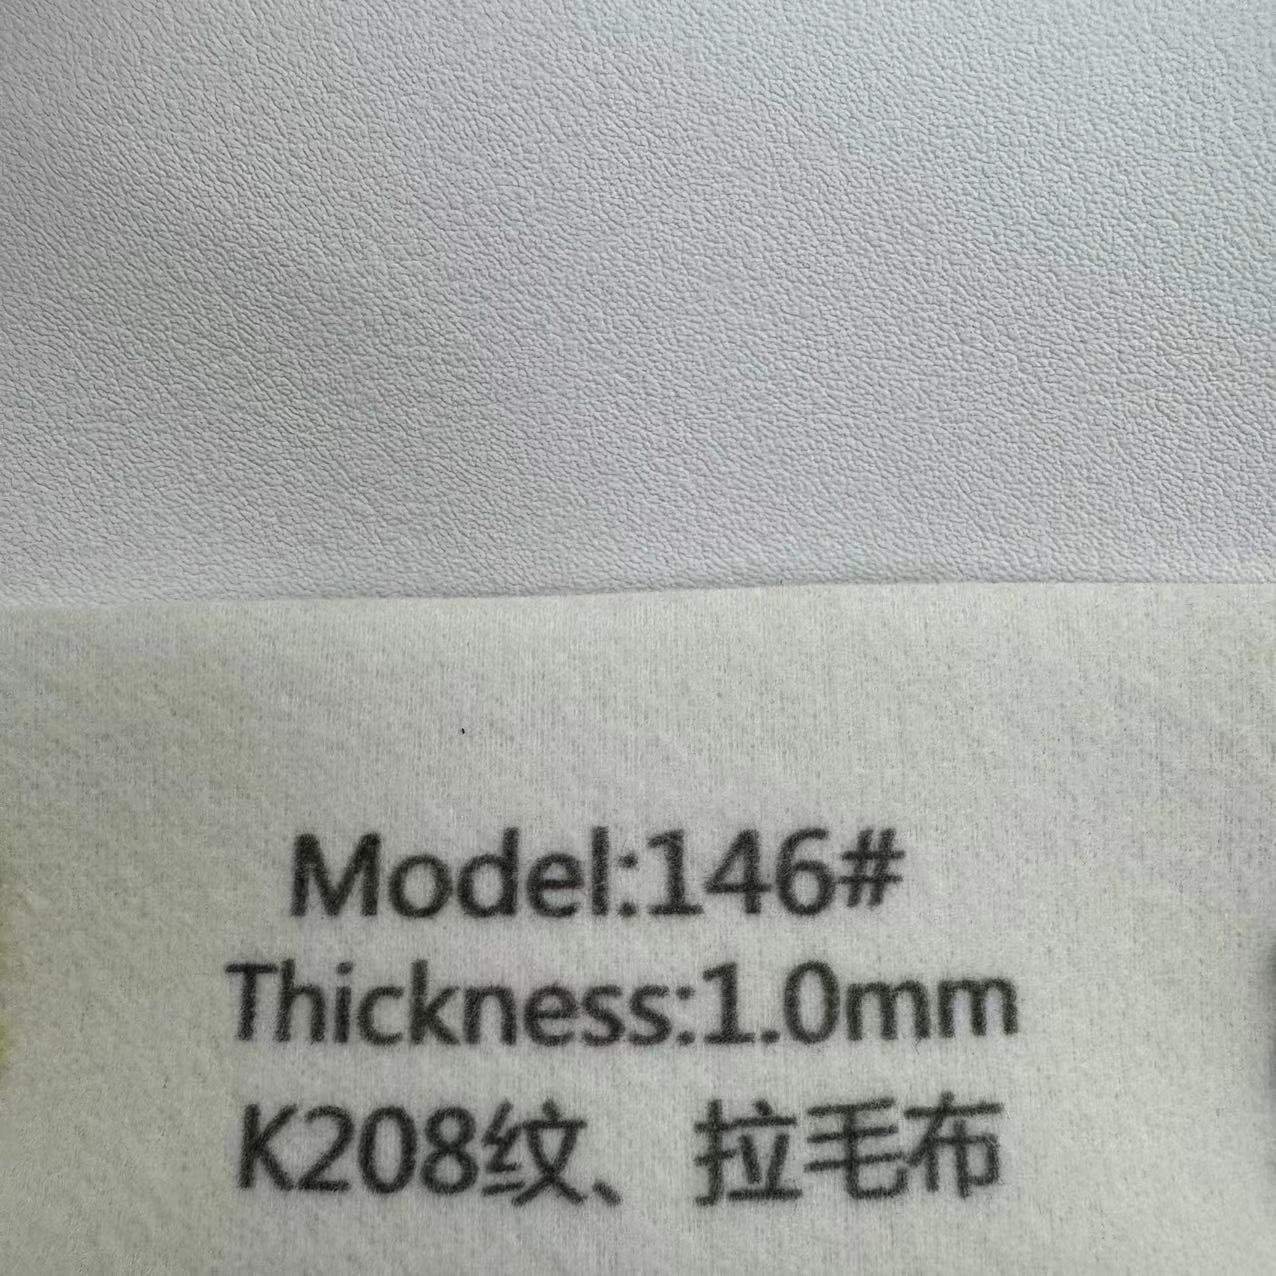 Model:146#
Thickness:1.0mm
K208纹、拉毛布